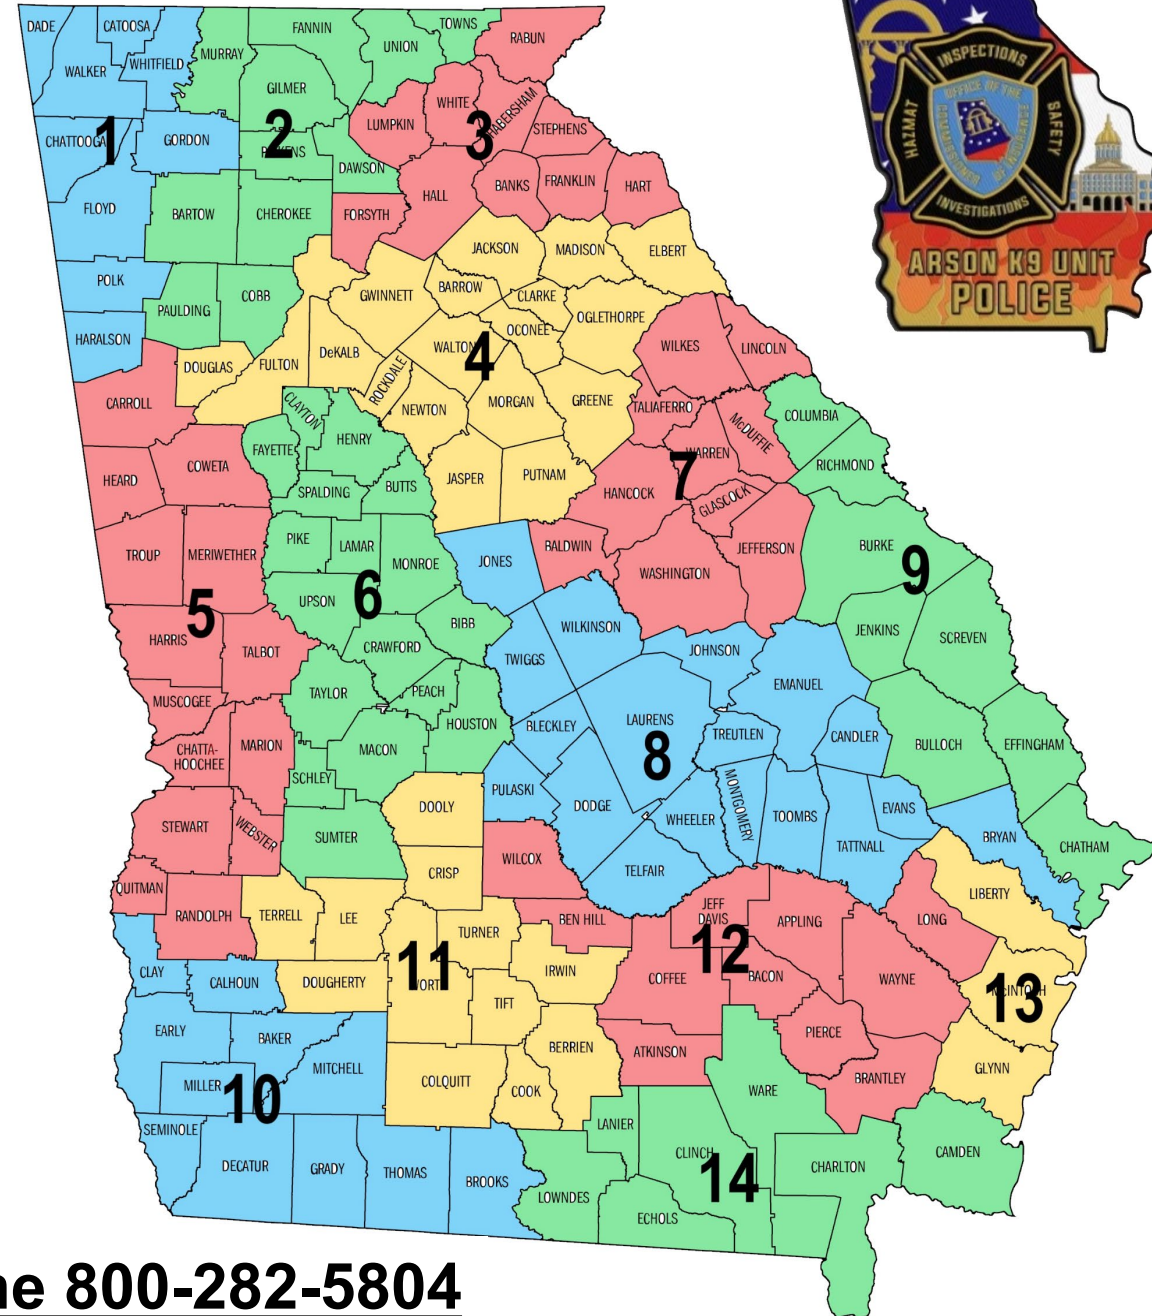 DADE
CATOOSA
WALKER
WHITFIELD
MURRAY
FANNIN
UNION
TOWNS
RABUN
GILMER
LUMPKIN
WHITE
HABERSHAM
STEPHENS
CHATTOOGA
1
GORDON
2
DAWSON
3
FLOYD
BARTOW
CHEROKEE
FORSYTH
HALL
BANKS
FRANKLIN
HART
POLK
HARALSON
PAULDING
COBB
GWINNETT
JACKSON
MADISON
ELBERT
BARROW
CLARKE
OCONEE
OGLETHORPE
DOUGLAS
FULTON
DeKALB
ROCKDALE
WALTON
4
WILKES
LINCOLN
CARROLL
CLAYTON
HENRY
NEWTON
MORGAN
GREENE
TALIAFERRO
McDUFFIE
COLUMBIA
HEARD
COWETA
FAYETTE
SPALDING
BUTTS
JASPER
PUTNAM
HANCOCK
7
WARREN
GLASCOCK
RICHMOND
TROUP
MERIWETHER
PIKE
LAMAR
MONROE
JONES
BALDWIN
WASHINGTON
JEFFERSON
BURKE
9
5
6
HARRIS
TALBOT
UPSON
CRAWFORD
BIBB
TWIGGS
WILKINSON
JOHNSON
EMANUEL
JENKINS
SCREVEN
MUSCOGEE
CHATTA-
HOOCHEE
MARION
TAYLOR
PEACH
HOUSTON
MACON
SCHLEY
BLECKLEY
LAURENS
8
TREUTLEN
CANDLER
BULLOCH
EFFINGHAM
STEWART
WEBSTER
SUMTER
DOOLY
PULASKI
DODGE
WHEELER
MONTGOMERY
TOOMBS
TATTNALL
EVANS
BRYAN
CHATHAM
QUITMAN
RANDOLPH
TERRELL
LEE
CRISP
WILCOX
TELFAIR
LIBERTY
LONG
CLAY
CALHOUN
DOUGHERTY
11
TURNER
BEN HILL
IRWIN
TIFT
JEFF
DAVIS
12
APPLING
COFFEE
BACON
WAYNE
13
EARLY
BAKER
MILLER
10
MITCHELL
COLQUITT
COOK
BERRIEN
ATKINSON
PIERCE
BRANTLEY
GLYNN
WARE
SEMINOLE
DECATUR
GRADY
THOMAS
BROOKS
LOWNDES
LANIER
CLINCH
14
ECHOLS
CHARLTON
CAMDEN
INSPECTIONS
HAZMAT
SAFETY
INVESTIGATIONS
OFFICE OF THE
COMMISSIONER OF INSURANCE
ARSON K9 UNIT
POLICE
ne 800-282-5804